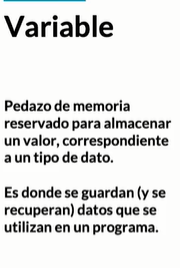 Variable
Pedazo de memoria
reservado para almacenar
un valor, correspondiente
a un tipo de dato.
Es donde se guardan (y se
recuperan) datos que se
utilizan en un programa.